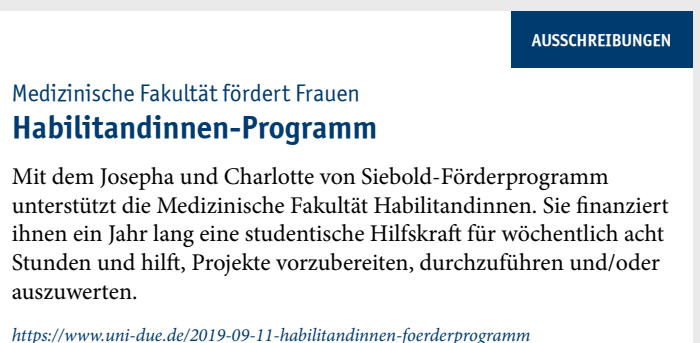 AUSSCHREIBUNGEN
Medizinische Fakultät fördert Frauen
Habilitandinnen-Programm
Mit dem Josepha und Charlotte von Siebold-Förderprogramm
unterstützt die Medizinische Fakultät Habilitandinnen. Sie finanziert
ihnen ein Jahr lang eine studentische Hilfskraft für wöchentlich acht
Stunden und hilft, Projekte vorzubereiten, durchzuführen und/oder
auszuwerten.
https://www.uni-due.de/2019-09-11-habilitandinnen-foerderprogramm